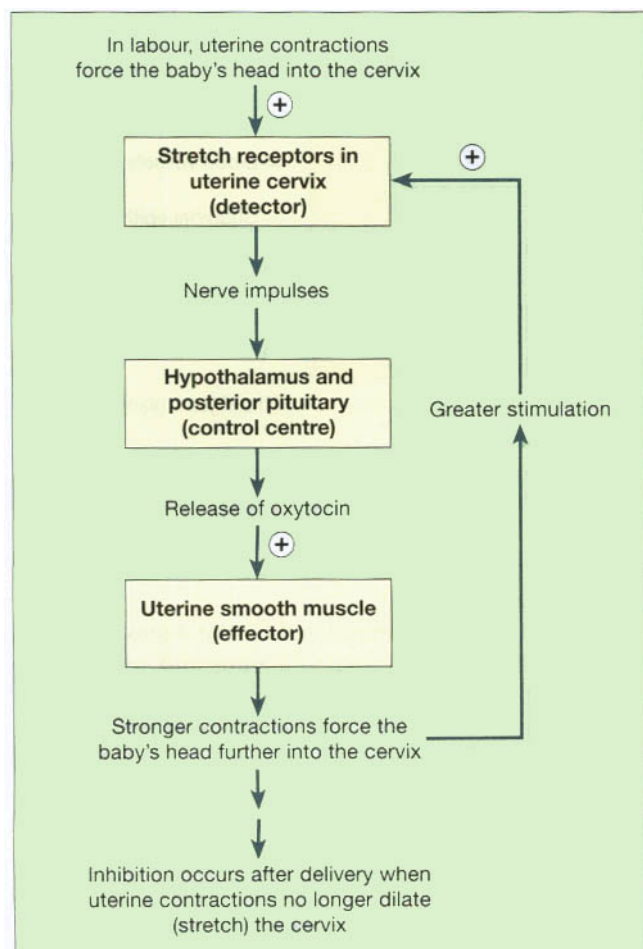 In labour, uterine contractions
force the baby's head into the cervix
+
Stretch receptors in
uterine cervix
(detector)
+
Nerve impulses
Hypothalamus and
posterior pituitary
(control centre)
Greater stimulation
Release of oxytocin
+
Uterine smooth muscle
(effector)
Stronger contractions force the
baby's head further into the cervix
Inhibition occurs after delivery when
uterine contractions no longer dilate
(stretch) the cervix